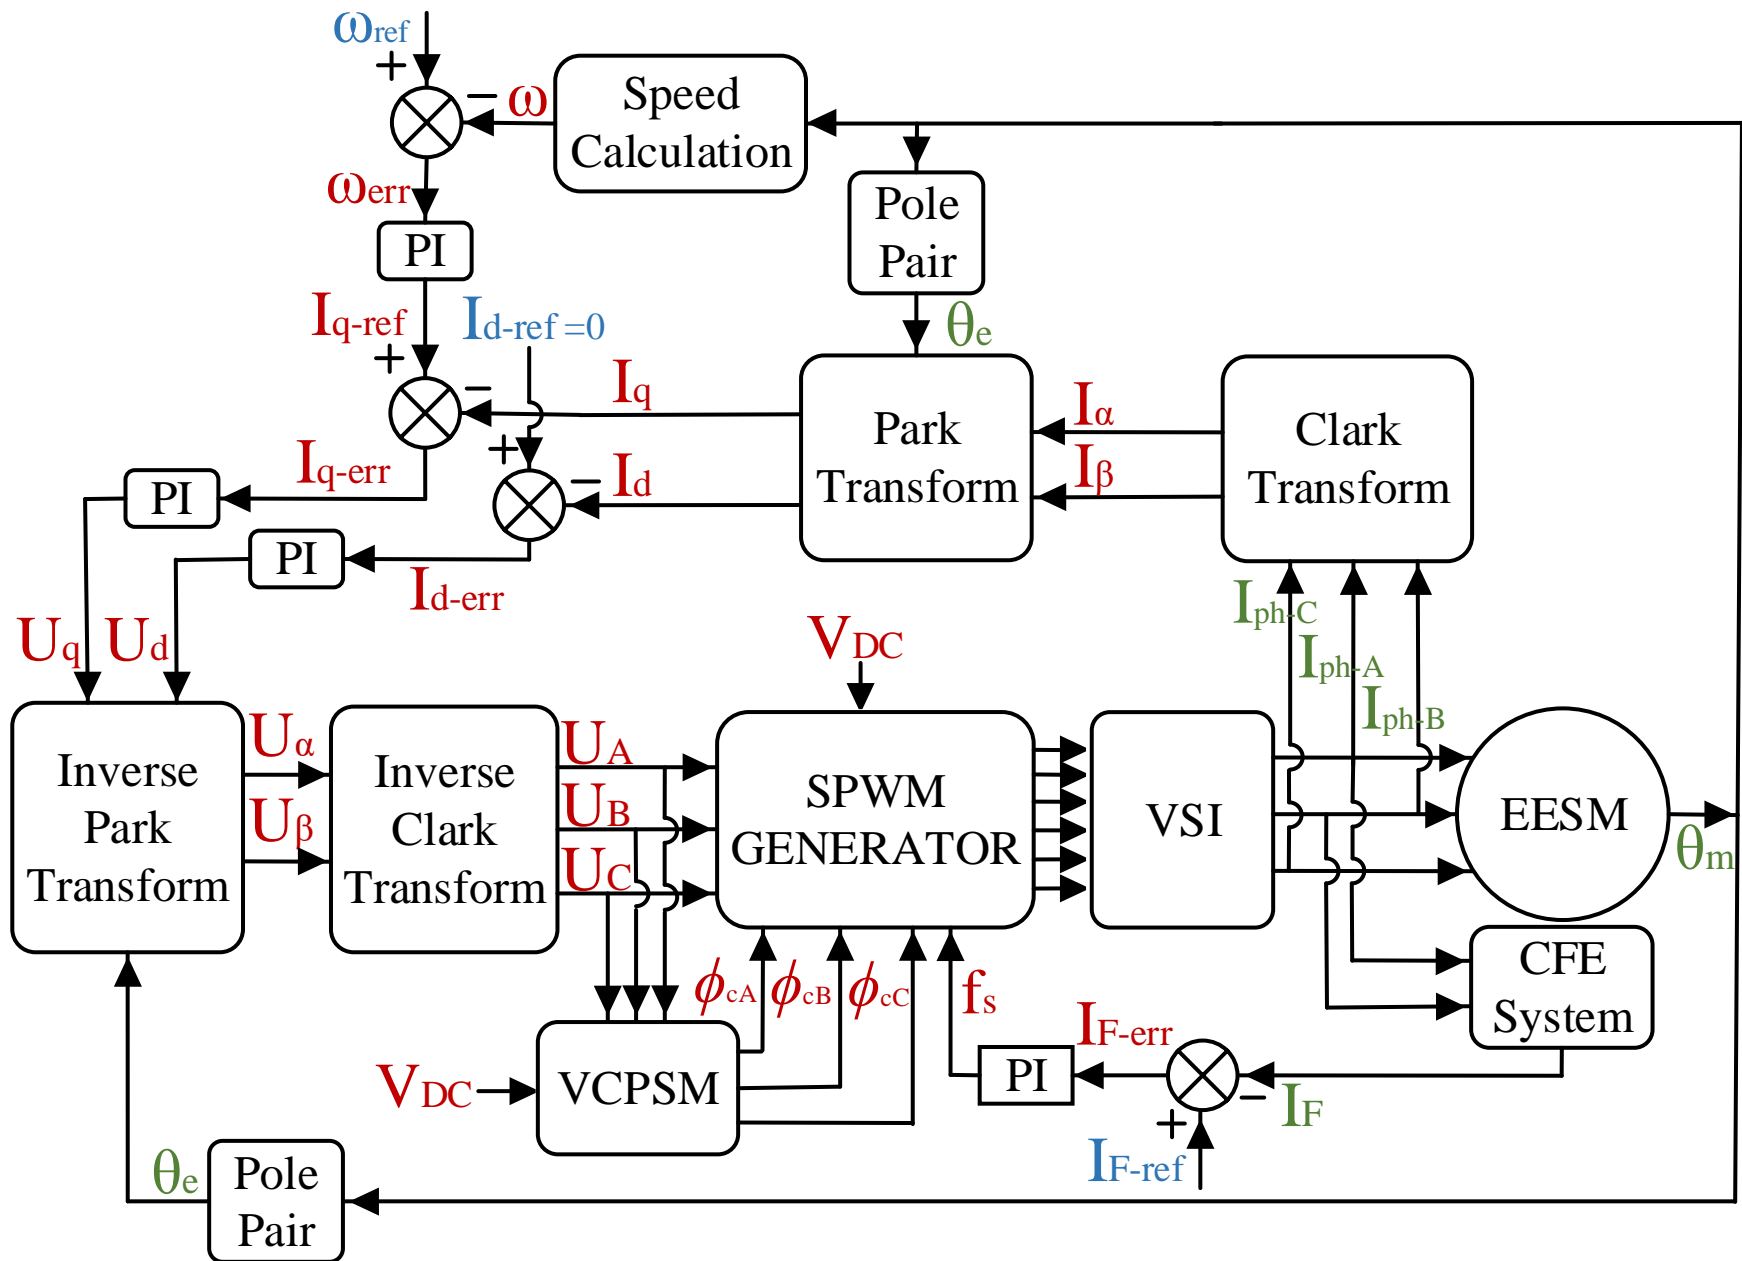 ωref
+
−
ω
Speed
Calculation
ωerr
PI
Pole
Pair
θe
Iq-ref
Id-ref =0
+
−
Iq
Park
Transform
Iα
Iβ
Clark
Transform
Iq-err
PI
+
−
Id
PI
Id-err
Iph-C
Iph-A
Iph-B
Uq
Ud
VDC
Inverse
Park
Transform
Uα
Uβ
Inverse
Clark
Transform
UA
UB
UC
SPWM
GENERATOR
VSI
EESM
θm
ϕcA
ϕcB
ϕcC
fs
CFE
System
VDC
VCPSM
PI
IF-err
−
IF
+
IF-ref
θe
Pole
Pair